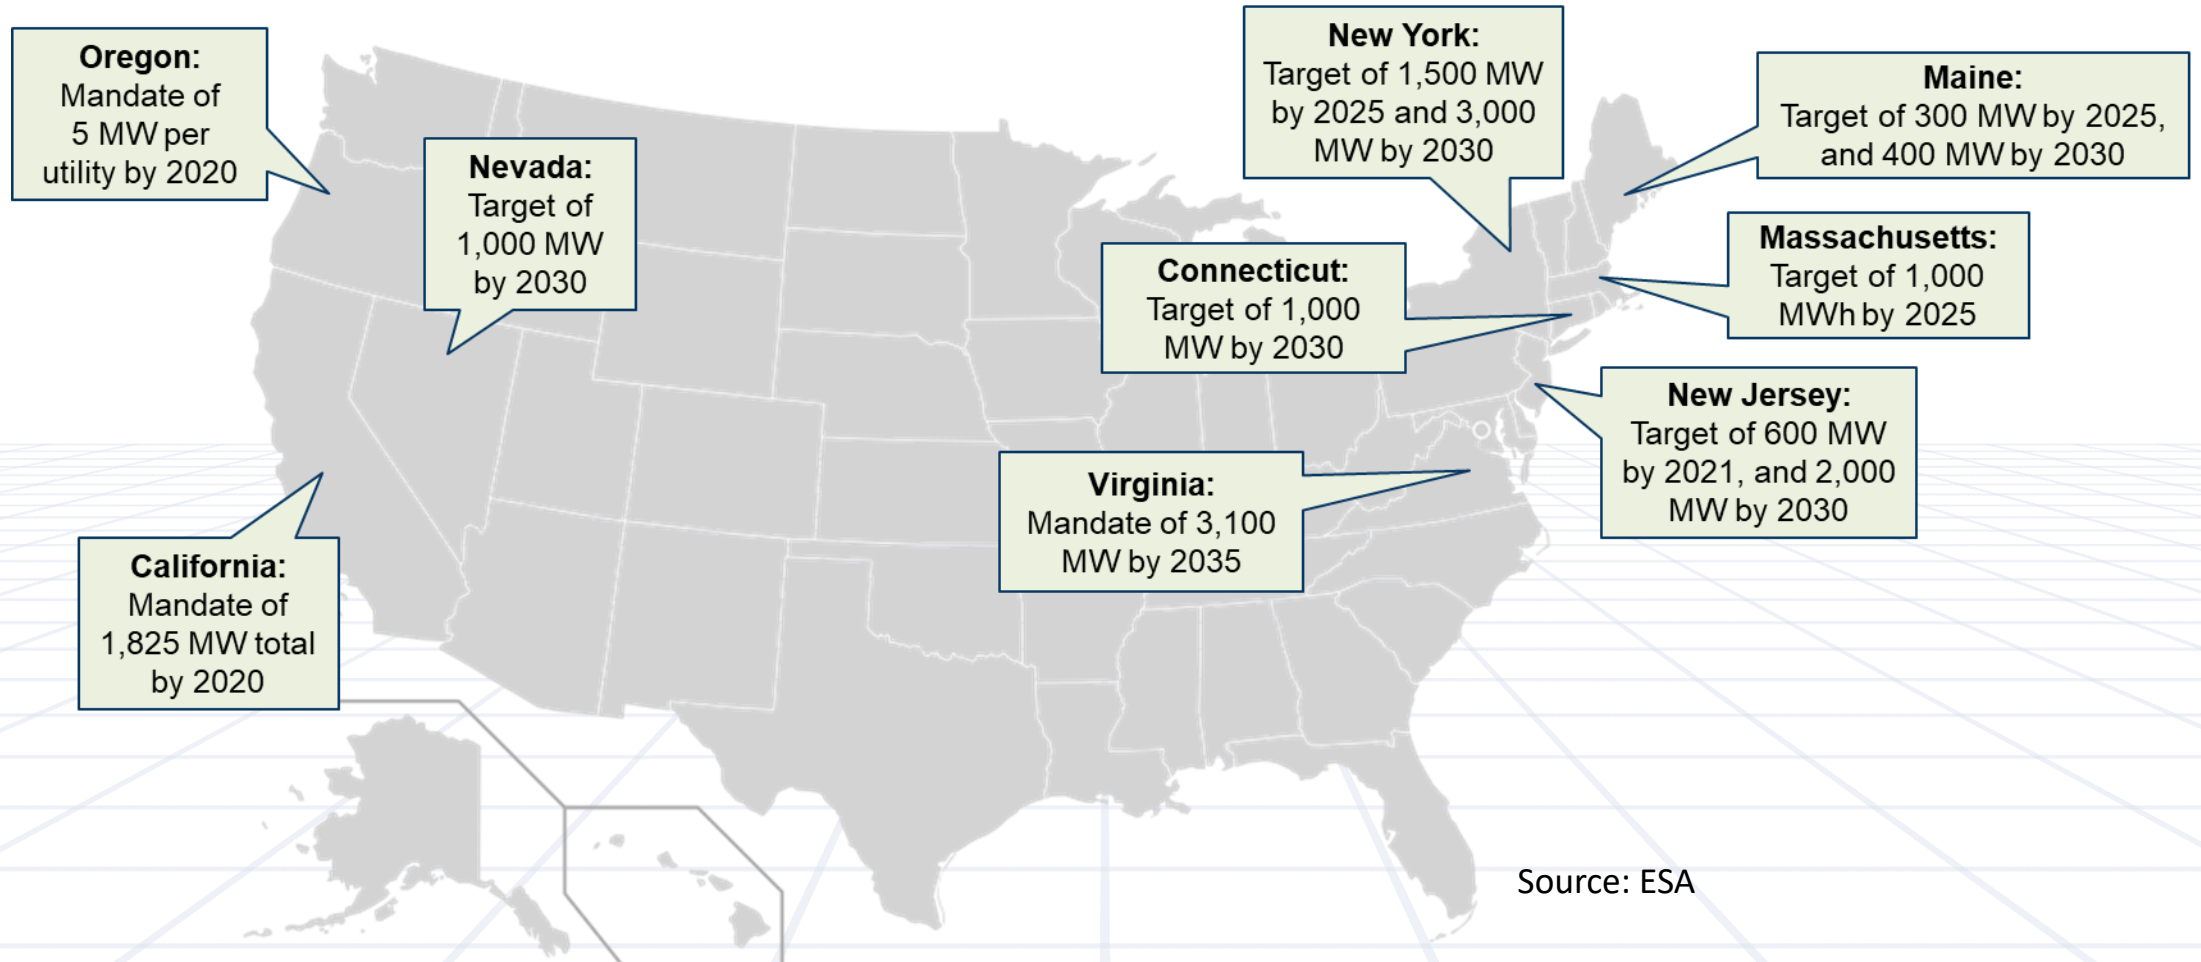 Oregon:
Mandate of
5 MW per
utility by 2020
Nevada:
Target of
1,000 MW
by 2030
New York:
Target of 1,500 MW
by 2025 and 3,000
MW by 2030
Maine:
Target of 300 MW by 2025,
and 400 MW by 2030
Connecticut:
Target of 1,000
MW by 2030
Massachusetts:
Target of 1,000
MWh by 2025
New Jersey:
Target of 600 MW
by 2021, and 2,000
MW by 2030
Virginia:
Mandate of 3,100
MW by 2035
California:
Mandate of
1,825 MW total
by 2020
Source: ESA